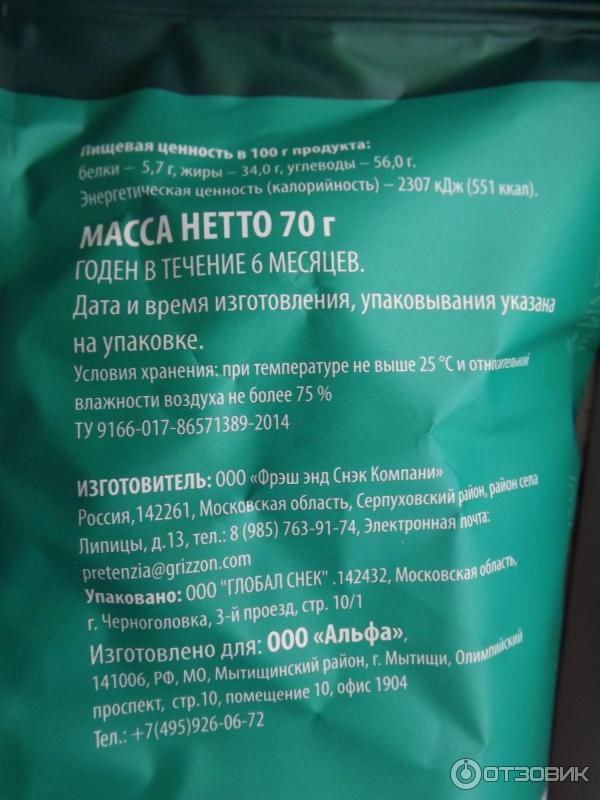 Пищевая ценность в 100 г продукта:
белки – 5,7 г, жиры – 34,0 г, углеводы – 56,0 г.
Энергетическая ценность (калорийность) – 2307 кДж (551 ккал).
МАССА НЕТТО 70 г
ГОДЕН В ТЕЧЕНИЕ 6 МЕСЯЦЕВ.
Дата и время изготовления, упаковывания указана
на упаковке.
Условия хранения: при температуре не выше 25 °С и относительной
влажности воздуха не более 75 %
ТУ 9166-017-86571389-2014
ИЗГОТОВИТЕЛЬ: ООО «Фрэш энд Снэк Компани»
Россия,142261, Московская область, Серпуховский район, район села
Липицы, д.13, тел.: 8 (985) 763-91-74, Электронная почта:
pretenzia@grizzon.com
Упаковано: ООО "ГЛОБАЛ СНЕК" .142432, Московская область,
г. Черноголовка, 3-й проезд, стр. 10/1
Изготовлено для: ООО «Альфа»,
141006, РФ, МО, Мытищинский район, г. Мытищи, Олимпийский
проспект, стр.10, помещение 10, офис 1904
Тел.: +7(495)926-06-72
ОТЗОВИК